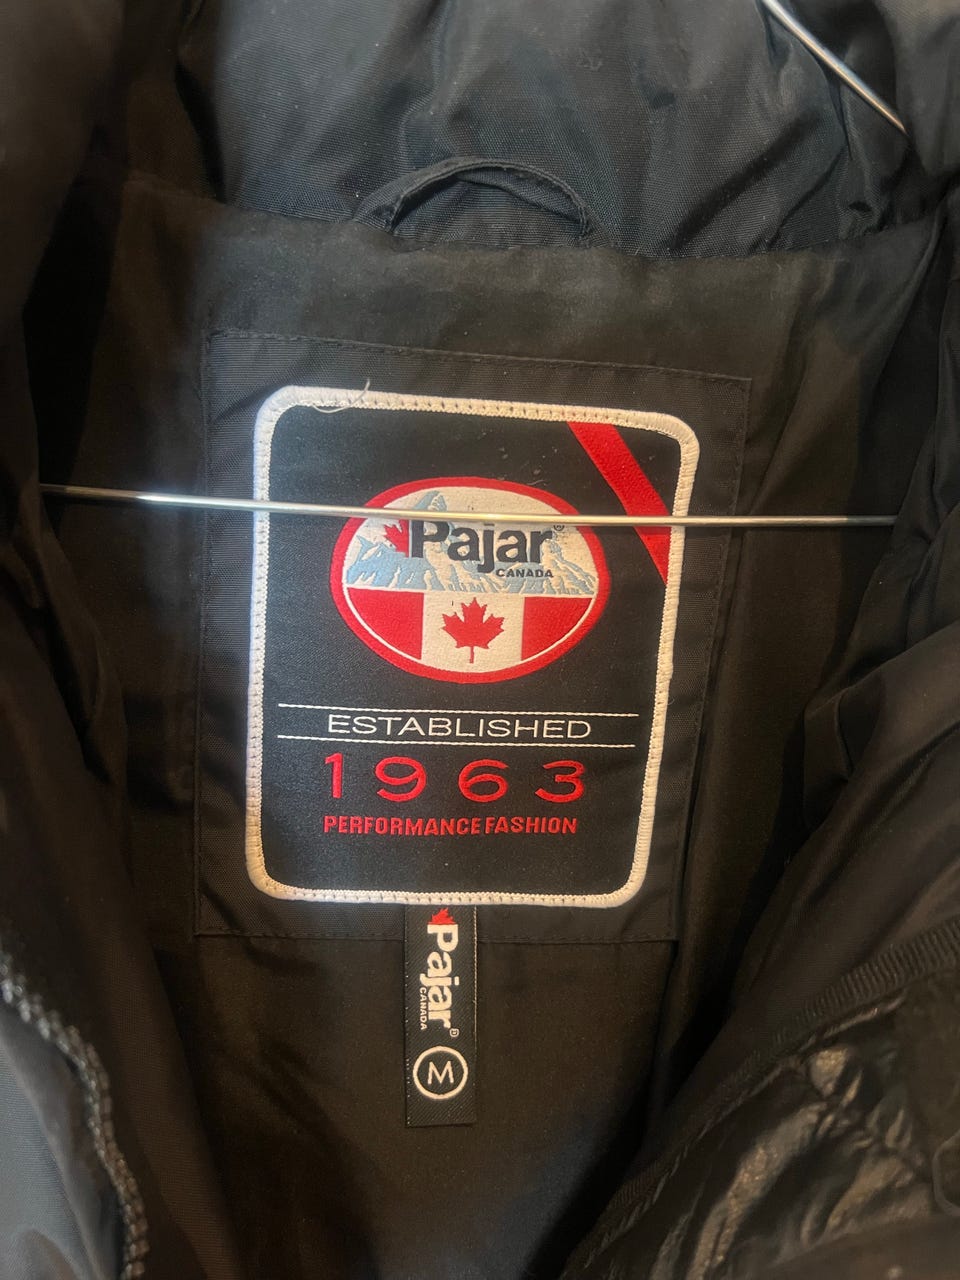 Pajar®
CANADA
ESTABLISHED
1963
PERFORMANCE FASHION
Pajar®
CANADA
M